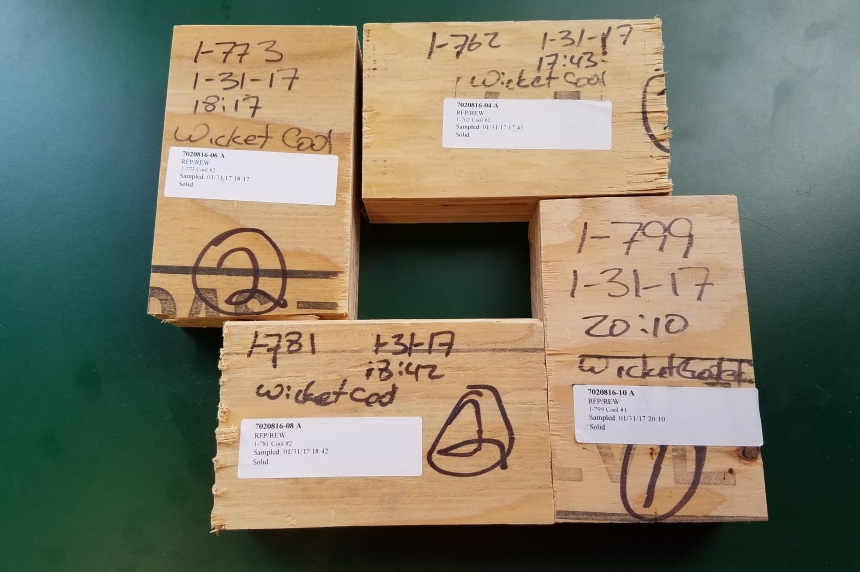 1-773
1-31-17
18:17
Wicket Cool
7020816-06 A
RFP/REW
1-773 Cool #2
Sampled: 01/31/17 18:17
Solid
2
1-762 1-31-17
17:43
Wicket Cool
7020816-04 A
RFP/REW
1-762 Cool #2
Sampled: 01/31/17 17:43
Solid
1-781 1-31-17
18:42
Wicket Cool
7020816-08 A
RFP/REW
1-781 Cool #2
Sampled: 01/31/17 18:42
Solid
2
1-799
1-31-17
20:10
Wicket
7020816-10 A
RFP/REW
1-799 Cool #1
Sampled: 01/31/17 20:10
Solid
1